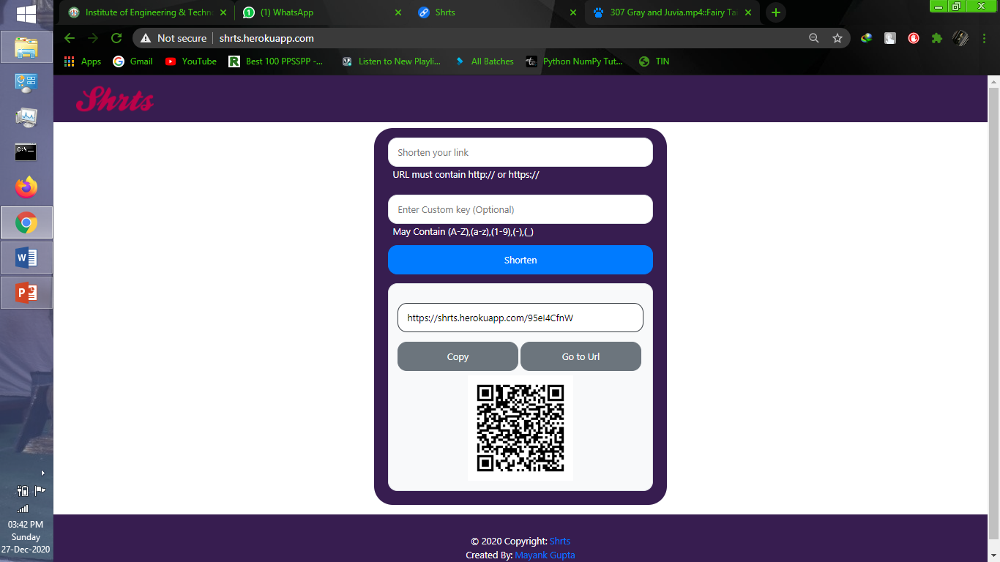 Institute of Engineering & Techn
(1) WhatsApp
Shrts
307 Gray and Juvia.mp4::Fairy Tai
Not secure
shrts.herokuapp.com
Apps
Gmail
YouTube
Best 100 PPSSPP -...
Listen to New Playli...
All Batches
Python NumPy Tut...
TIN
Shrts
Shorten your link
URL must contain http:// or https://
Enter Custom key (Optional)
May Contain (A-Z),(a-z),(1-9),(-),(_)
Shorten
https://shrts.herokuapp.com/95eI4CfnW
Copy
Go to Url
© 2020 Copyright: Shrts
Created By: Mayank Gupta
03:42 PM
Sunday
27-Dec-2020